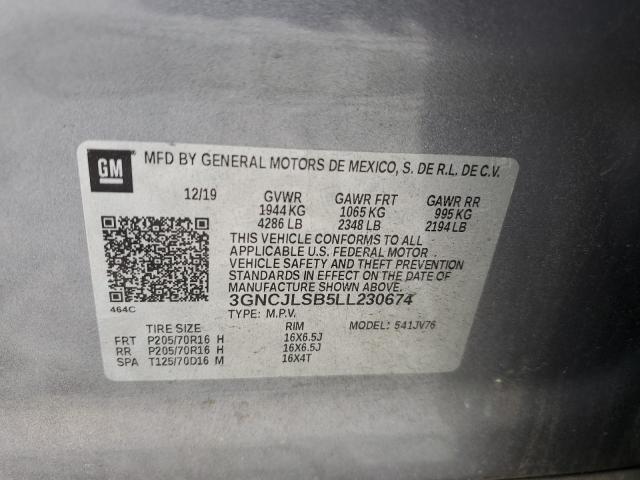 GM MFD BY GENERAL MOTORS DE MEXICO, S. DE R.L. DE C.V.
12/19 GVWR GAWR FRT GAWR RR
1944 KG 1065 KG 995 KG
4286 LB 2348 LB 2194 LB
THIS VEHICLE CONFORMS TO ALL
APPLICABLE U.S. FEDERAL MOTOR
VEHICLE SAFETY AND THEFT PREVENTION
STANDARDS IN EFFECT ON THE DATE OF
MANUFACTURE SHOWN ABOVE.
3GNCJLSB5LL230674
464C TYPE: M.P.V.
TIRE SIZE RIM MODEL: 541JV76
FRT P205/70R16 H 16X6.5J
RR P205/70R16 H 16X6.5J
SPA T125/70D16 M 16X4T